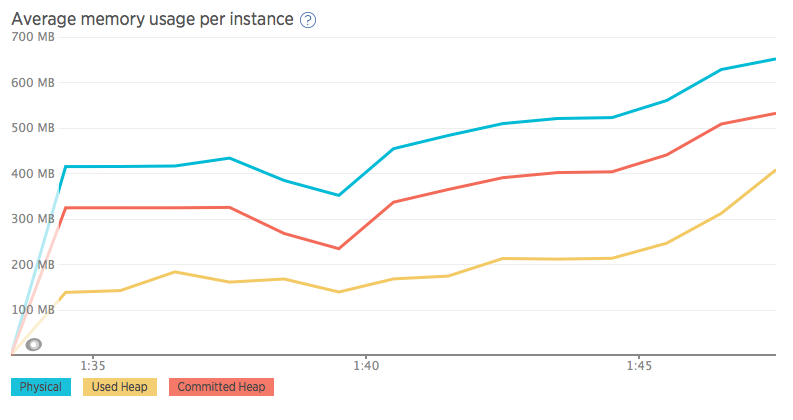 Average memory usage per instance ?
700 MB
600 MB
500 MB
400 MB
300 MB
200 MB
100 MB
1:35 1:40 1:45
Physical Used Heap Committed Heap